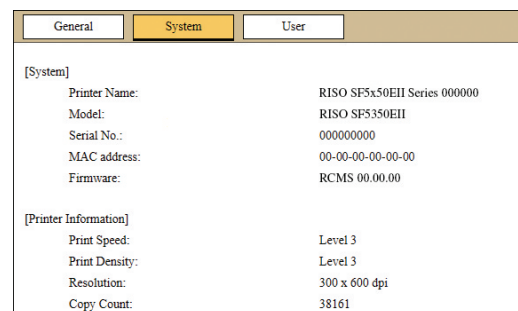 General System User
[System]
Printer Name: RISO SF5x50EII Series 000000
Model: RISO SF5350EII
Serial No.: 000000000
MAC address: 00-00-00-00-00-00
Firmware: RCMS 00.00.00
[Printer Information]
Print Speed: Level 3
Print Density: Level 3
Resolution: 300 x 600 dpi
Copy Count: 38161